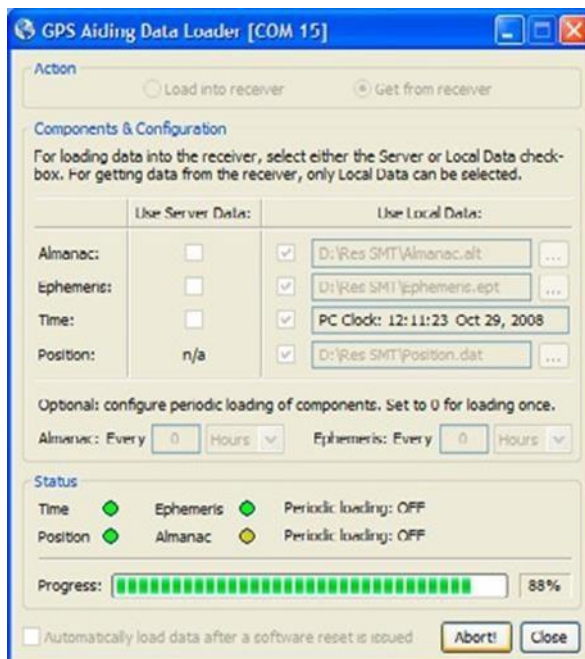 GPS Aiding Data Loader [COM 15]
Action
Load into receiver Get from receiver
Components & Configuration
For loading data into the receiver, select either the Server or Local Data check-
box. For getting data from the receiver, only Local Data can be selected.
Use Server Data: Use Local Data:
Almanac: D:\Res SMT\Almanac.alt ...
Ephemeris: D:\Res SMT\Ephemeris.ept ...
Time: PC Clock: 12:11:23 Oct 29, 2008
Position: n/a D:\Res SMT\Position.dat ...
Optional: configure periodic loading of components. Set to 0 for loading once.
Almanac: Every 0 Hours Ephemeris: Every 0 Hours
Status
Time Ephemeris Periodic loading: OFF
Position Almanac Periodic loading: OFF
Progress: 88%
Automatically load data after a software reset is issued Abort! Close